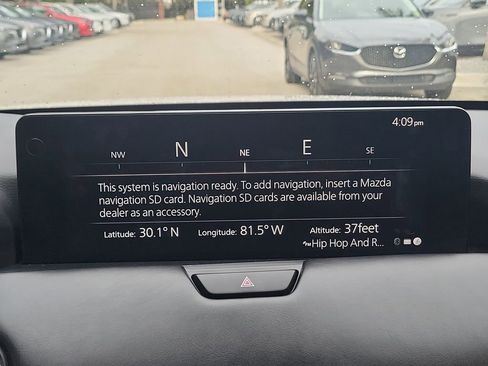 4:09pm
NW N NE E SE
This system is navigation ready. To add navigation, insert a Mazda
navigation SD card. Navigation SD cards are available from your
dealer as an accessory.
Latitude: 30.1° N Longitude: 81.5° W Altitude: 37feet
Hip Hop And R...